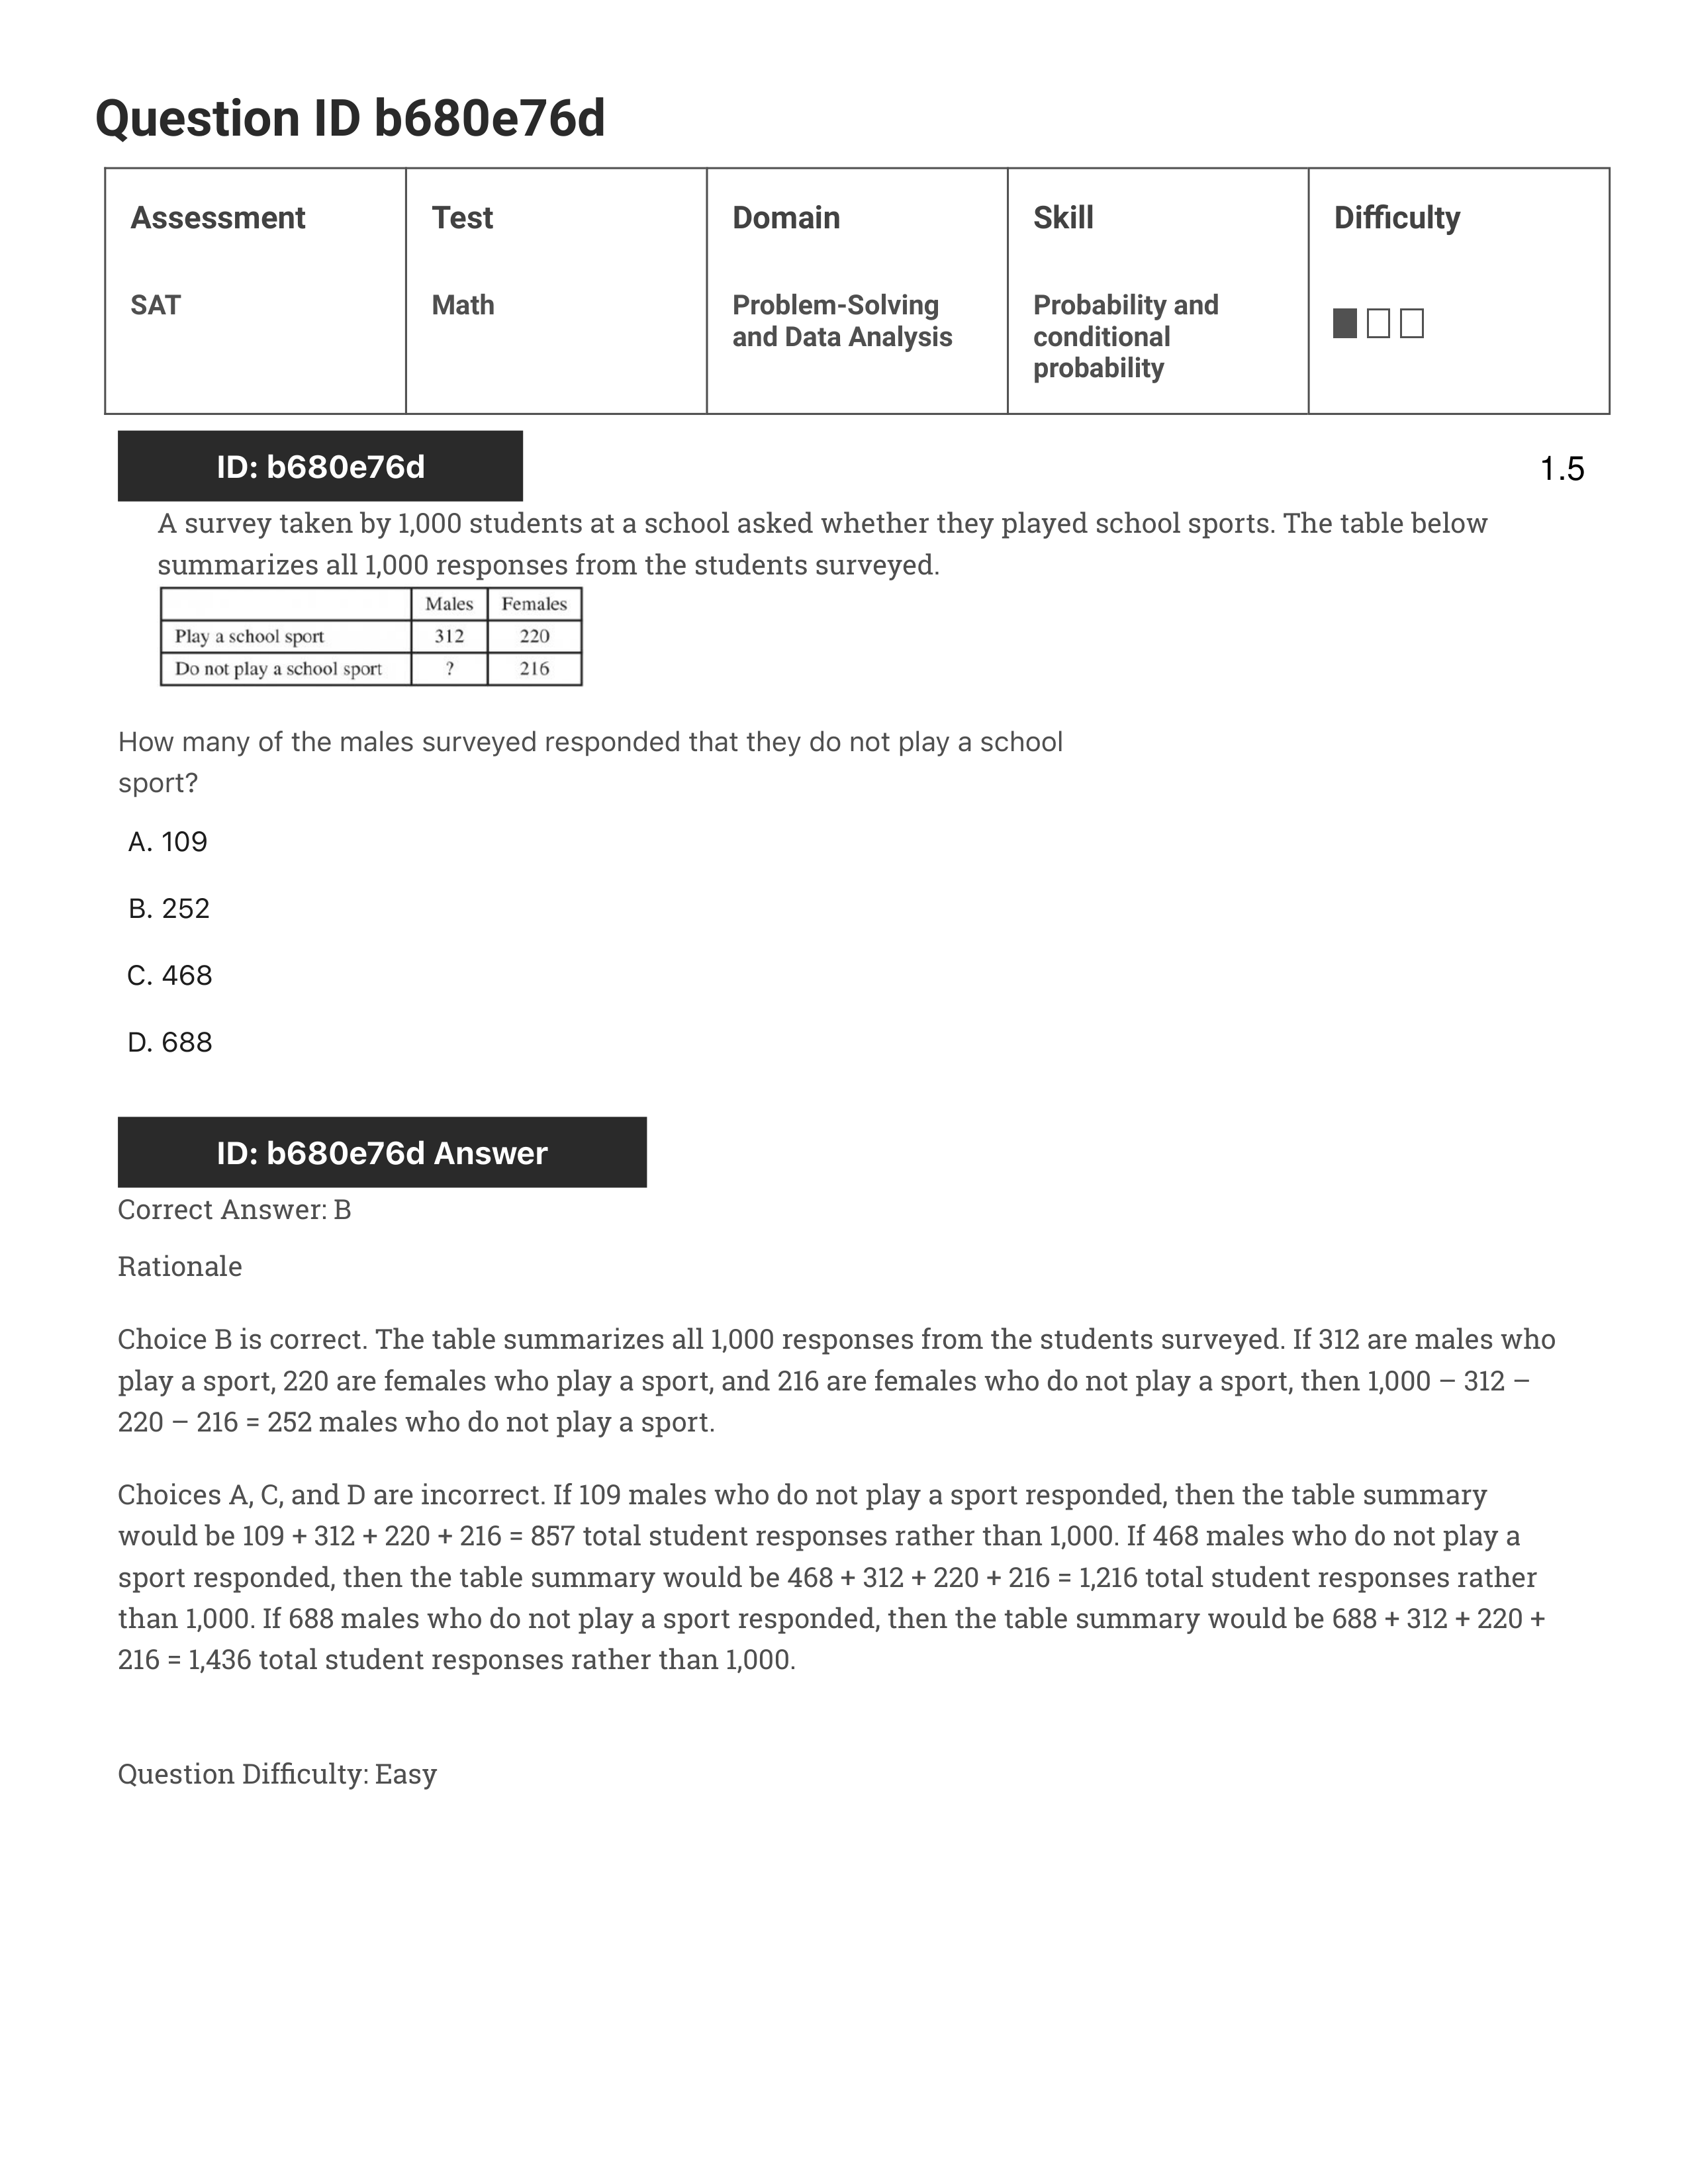 Question ID b680e76d
Assessment Test Domain Skill Difficulty
SAT Math Problem-Solving and Data Analysis Probability and conditional probability
ID: b680e76d 1.5
A survey taken by 1,000 students at a school asked whether they played school sports. The table below
summarizes all 1,000 responses from the students surveyed.
Males Females
Play a school sport 312 220
Do not play a school sport ? 216
How many of the males surveyed responded that they do not play a school
sport?
A. 109
B. 252
C. 468
D. 688
ID: b680e76d Answer
Correct Answer: B
Rationale
Choice B is correct. The table summarizes all 1,000 responses from the students surveyed. If 312 are males who
play a sport, 220 are females who play a sport, and 216 are females who do not play a sport, then 1,000 – 312 –
220 – 216 = 252 males who do not play a sport.
Choices A, C, and D are incorrect. If 109 males who do not play a sport responded, then the table summary
would be 109 + 312 + 220 + 216 = 857 total student responses rather than 1,000. If 468 males who do not play a
sport responded, then the table summary would be 468 + 312 + 220 + 216 = 1,216 total student responses rather
than 1,000. If 688 males who do not play a sport responded, then the table summary would be 688 + 312 + 220 +
216 = 1,436 total student responses rather than 1,000.
Question Difficulty: Easy